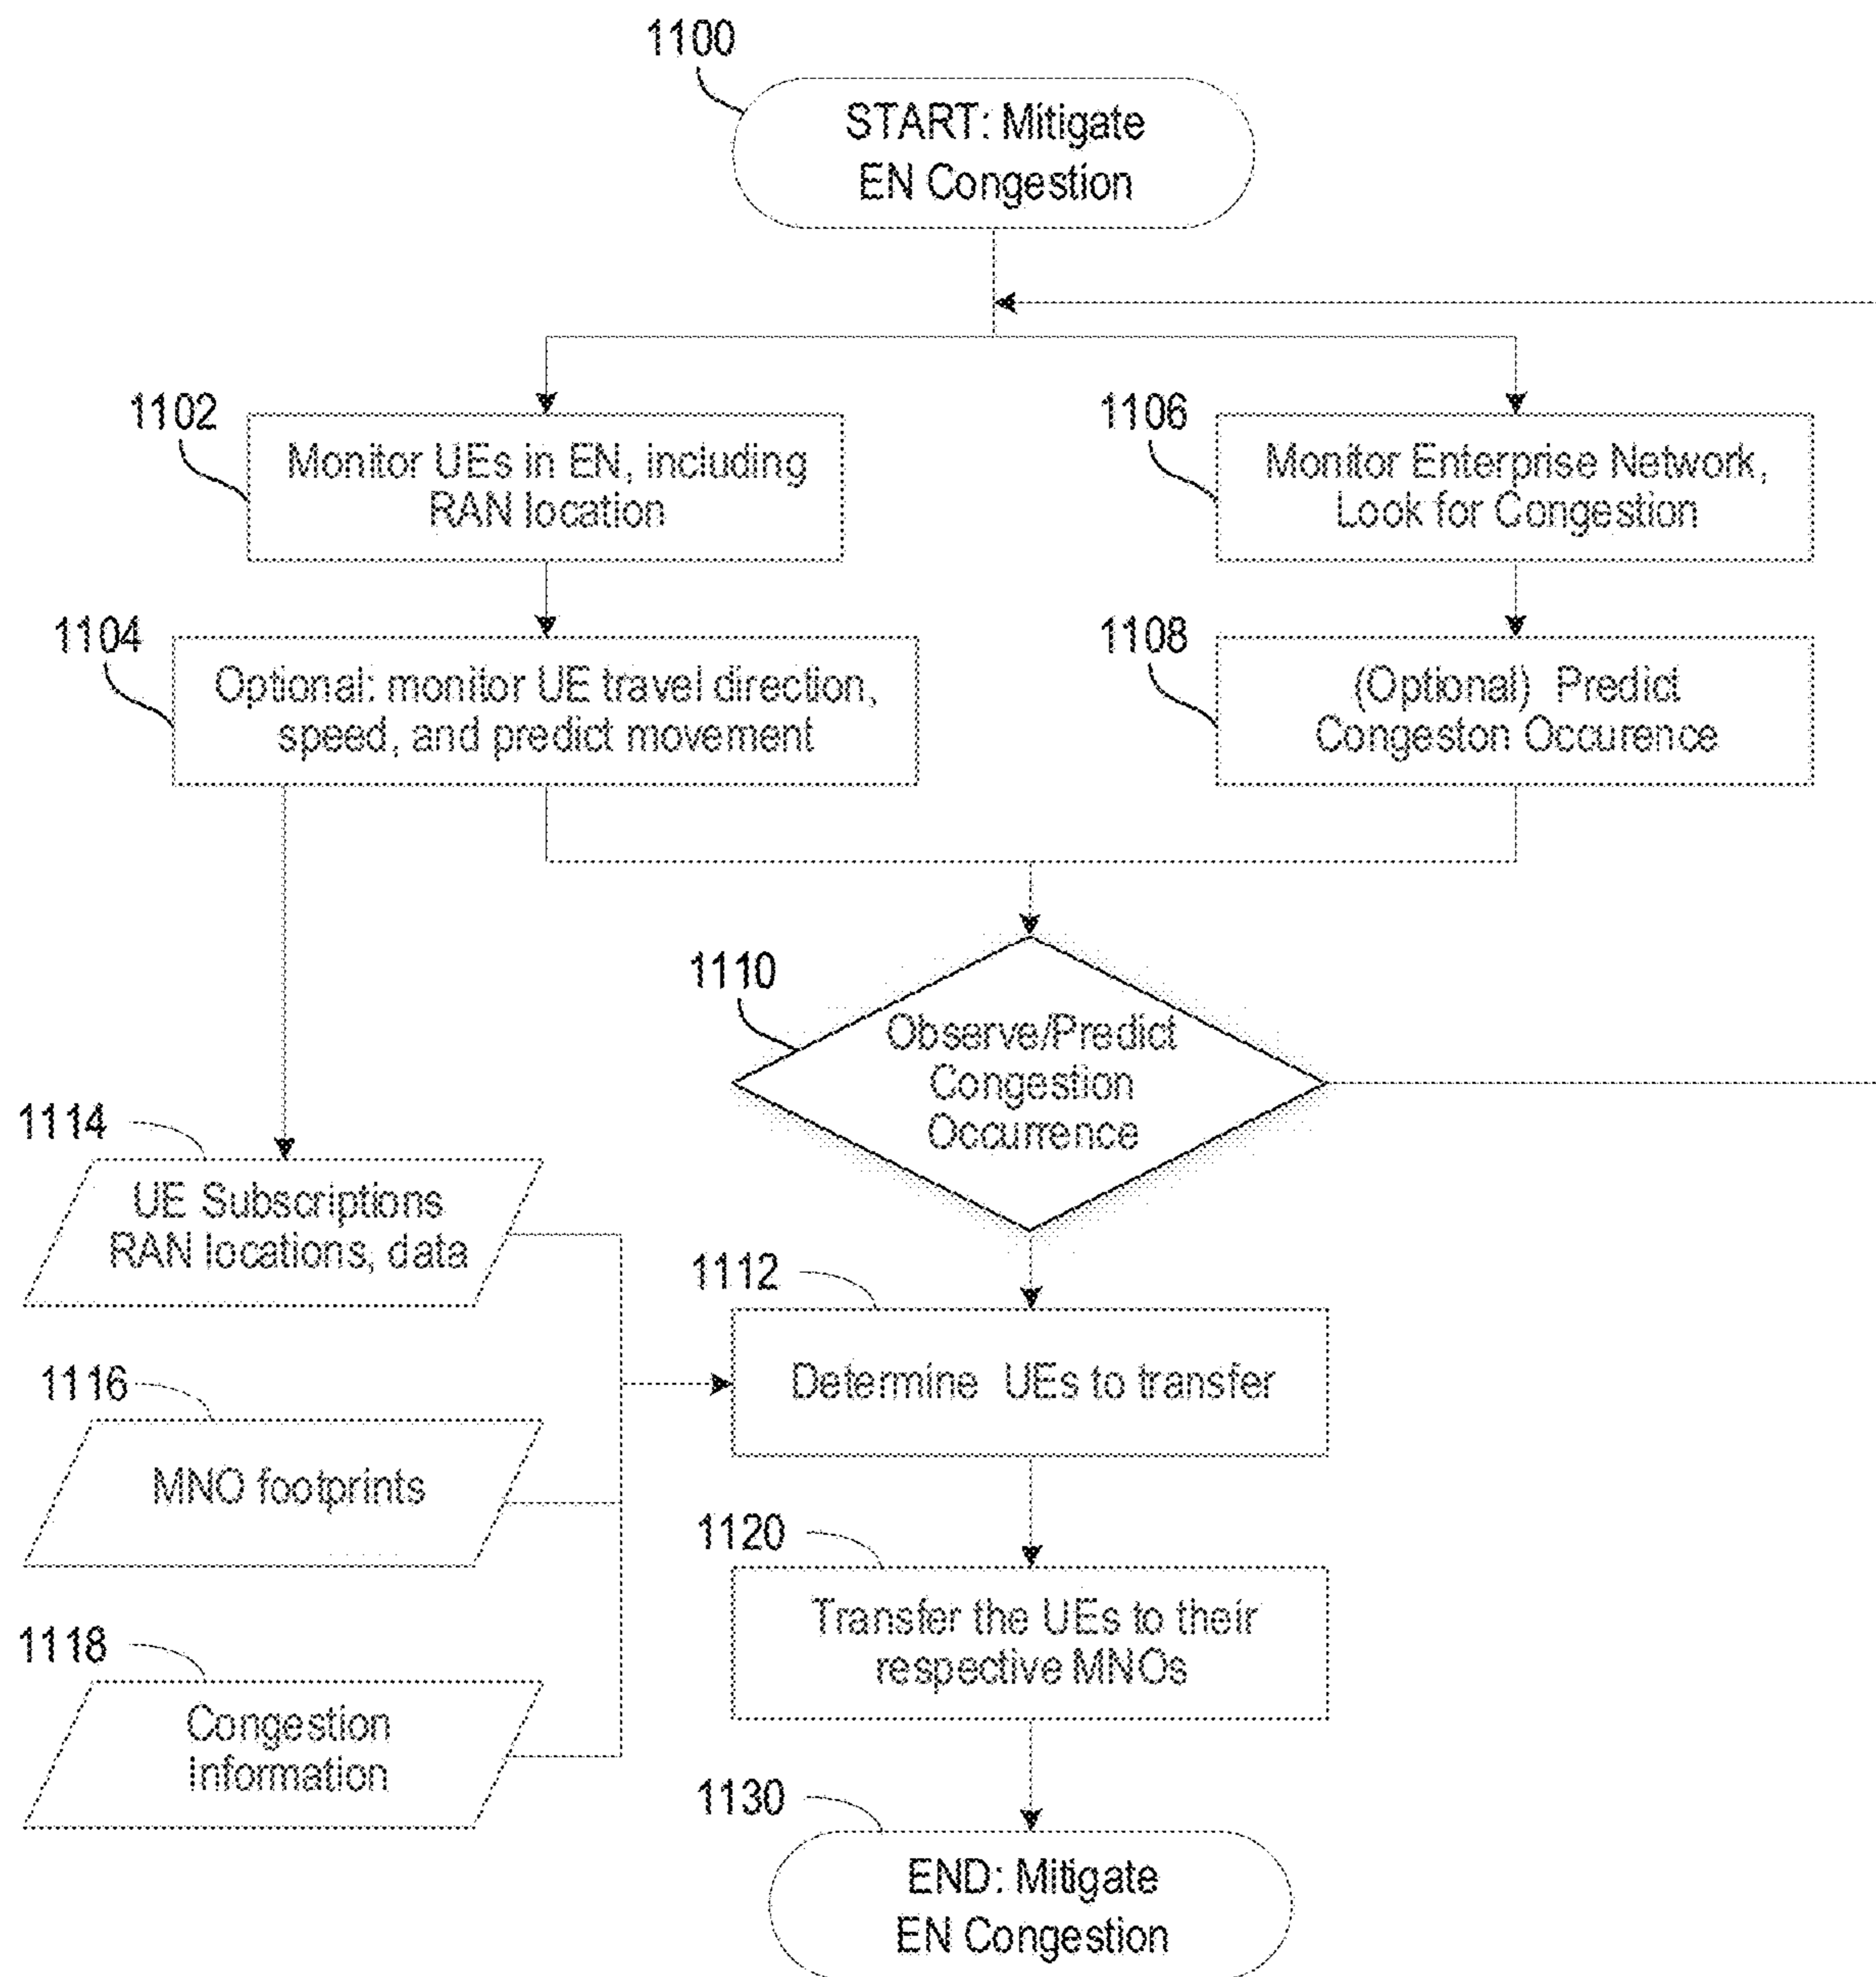 1100
START: Mitigate
EN Congestion
1102
Monitor UEs in EN, including
RAN location
1106
Monitor Enterprise Network,
Look for Congestion
1104
Optional: monitor UE travel direction,
speed, and predict movement
1108
(Optional) Predict
Congeston Occurence
1110
Observe/Predict
Congestion
Occurrence
1114
UE Subscriptions
RAN locations, data
1112
Determine UEs to transfer
1116
MNO footprints
1120
Transfer the UEs to their
respective MNOs
1118
Congestion
Information
1130
END: Mitigate
EN Congestion